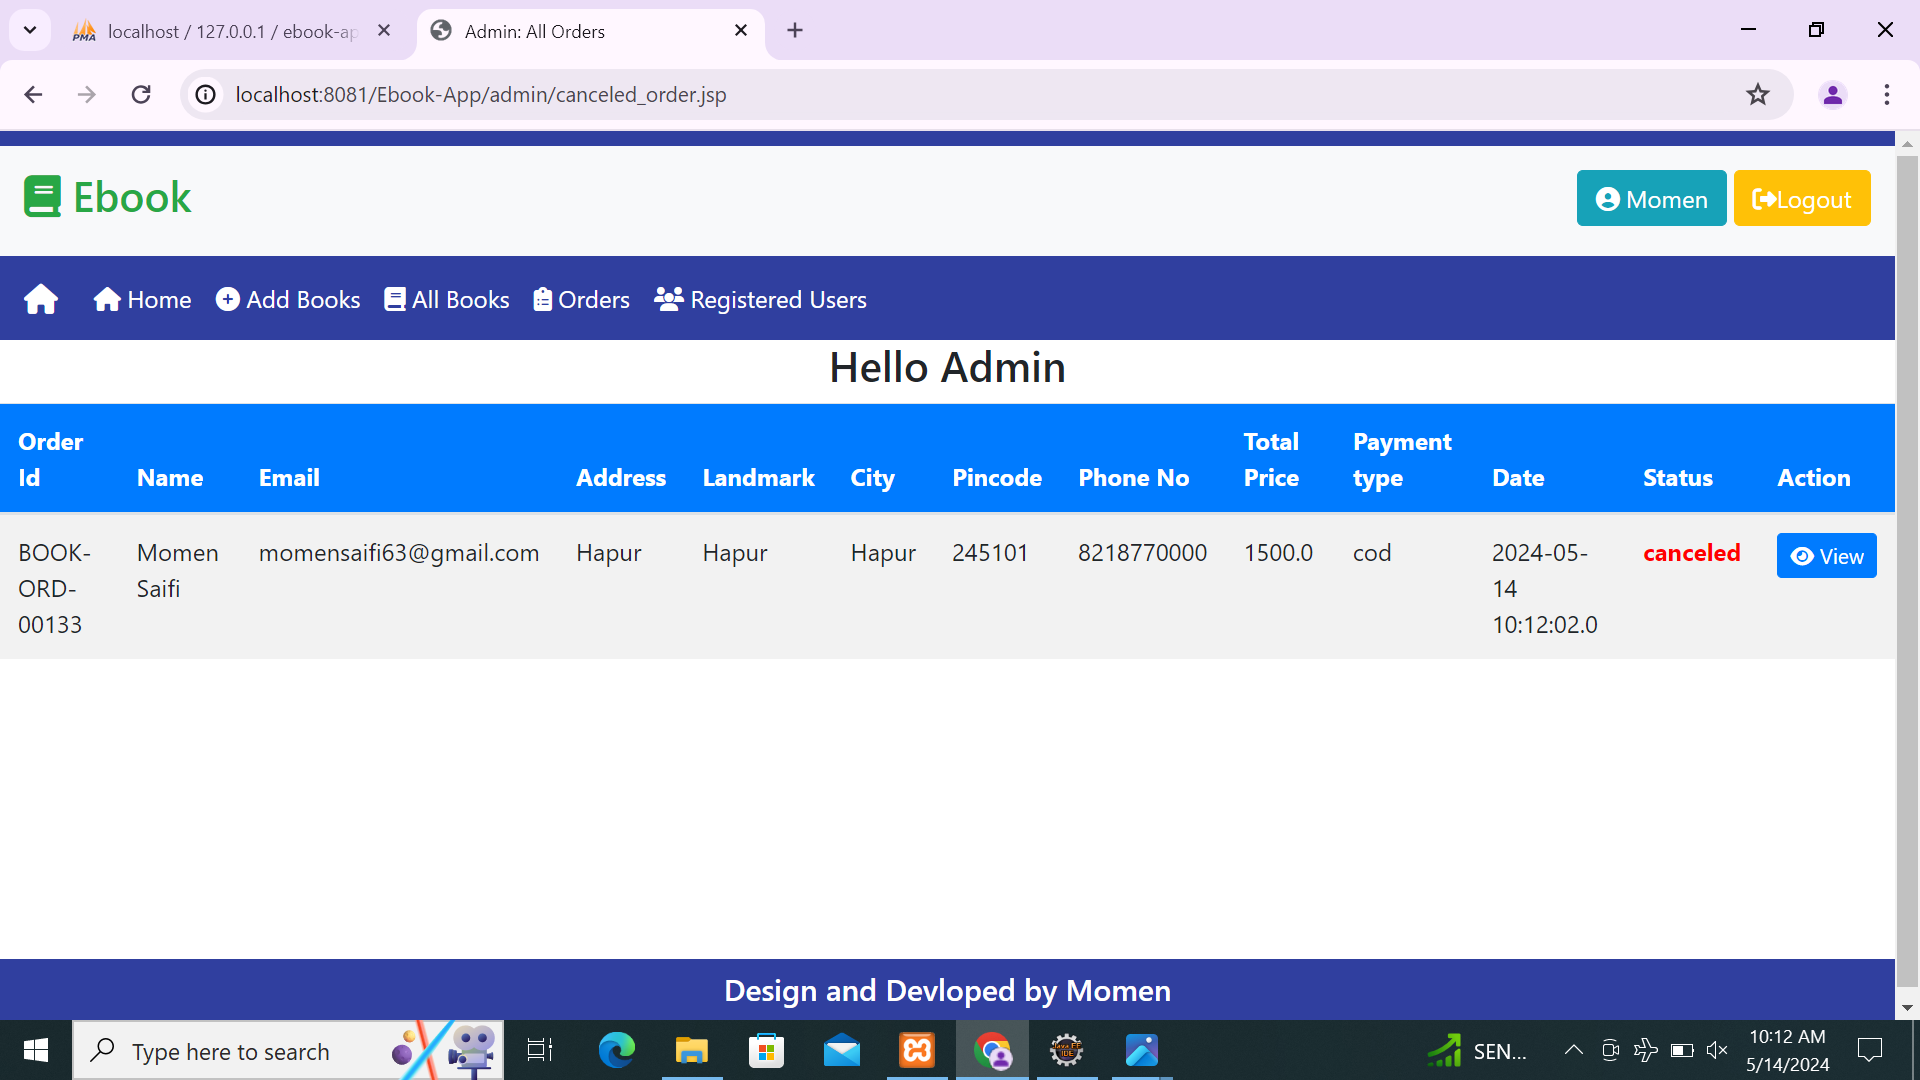 localhost / 127.0.0.1 / ebook-ap
Admin: All Orders
localhost:8081/Ebook-App/admin/canceled_order.jsp
Ebook
Momen
Logout
Home
Add Books
All Books
Orders
Registered Users
Hello Admin
Order Id
Name
Email
Address
Landmark
City
Pincode
Phone No
Total Price
Payment type
Date
Status
Action
BOOK-
ORD-
00133
Momen
Saifi
momensaifi63@gmail.com
Hapur
Hapur
Hapur
245101
8218770000
1500.0
cod
2024-05-
14
10:12:02.0
canceled
View
Design and Devloped by Momen
Type here to search
SEN...
10:12 AM
5/14/2024